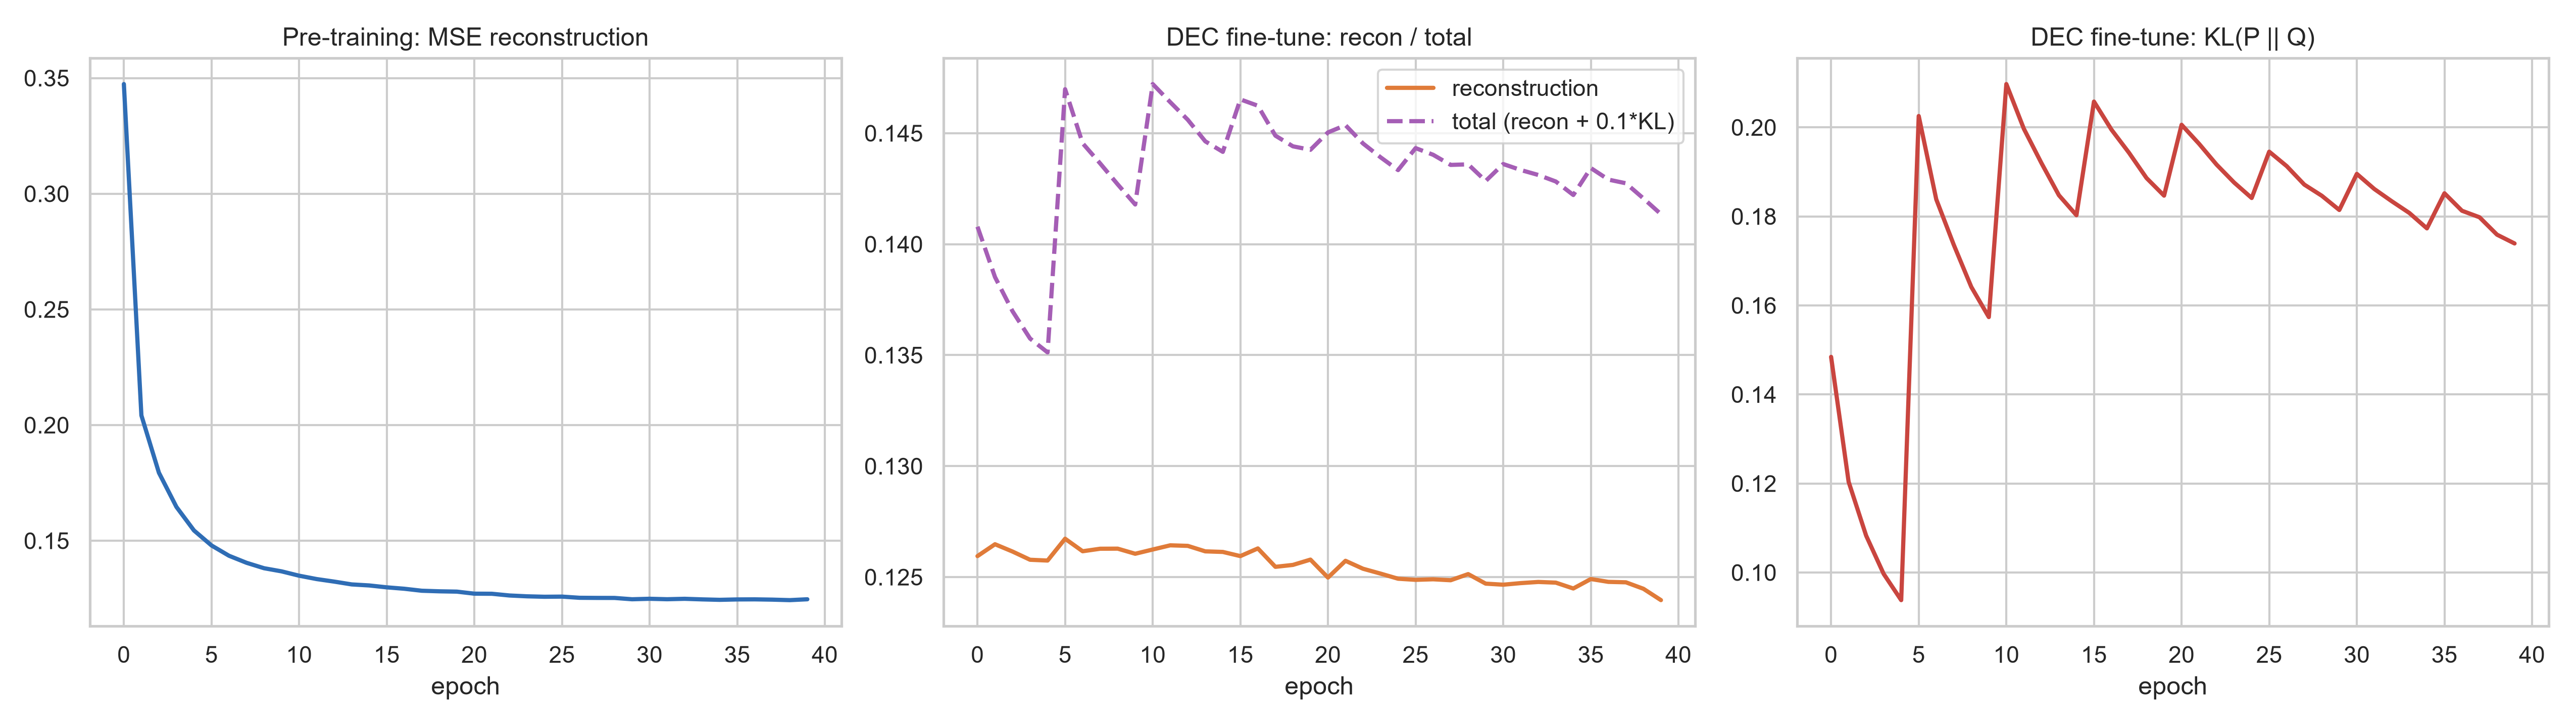 Pre-training: MSE reconstruction
0.35
0.30
0.25
0.20
0.15
0 5 10 15 20 25 30 35 40
epoch
DEC fine-tune: recon / total
reconstruction
total (recon + 0.1*KL)
0.145
0.140
0.135
0.130
0.125
0 5 10 15 20 25 30 35 40
epoch
DEC fine-tune: KL(P || Q)
0.20
0.18
0.16
0.14
0.12
0.10
0 5 10 15 20 25 30 35 40
epoch